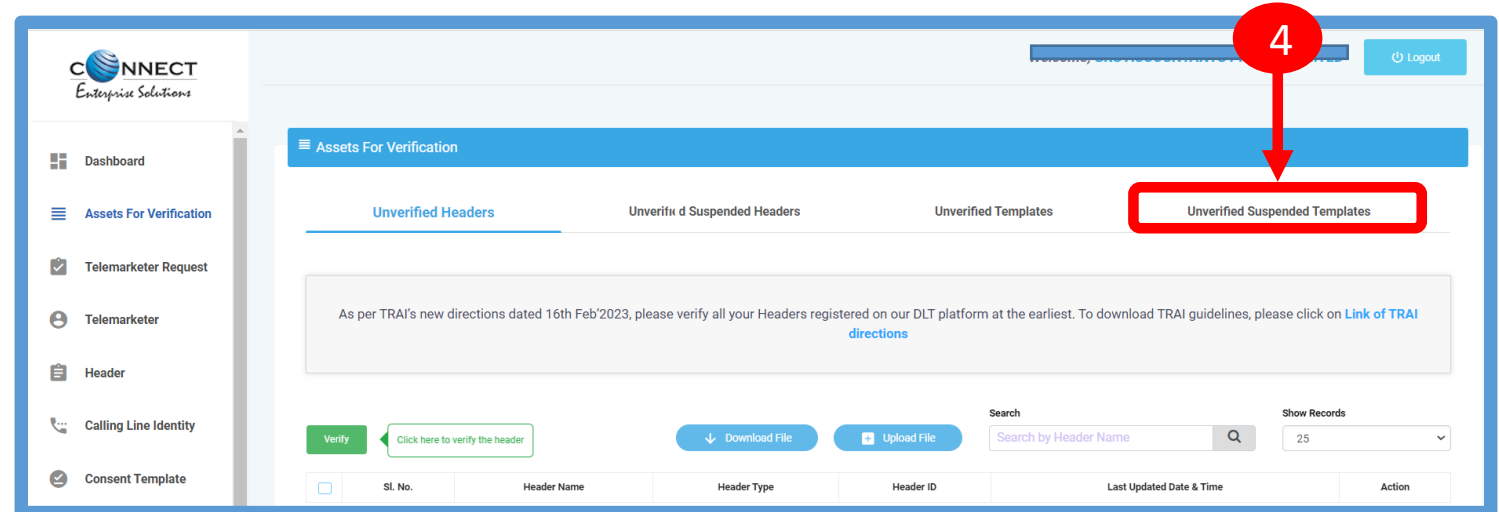 4
CONNECT
Enterprise Solutions
Logout
Assets For Verification
Dashboard
Assets For Verification
Telemarketer Request
Telemarketer
Header
Calling Line Identity
Consent Template
Unverified Headers
Unverifi d Suspended Headers
Unverified Templates
Unverified Suspended Templates
As per TRAI's new directions dated 16th Feb'2023, please verify all your Headers registered on our DLT platform at the earliest. To download TRAI guidelines, please click on Link of TRAI
directions
Verify
Click here to verify the header
Download File
Upload File
Search
Search by Header Name
Show Records
25
Sl. No.
Header Name
Header Type
Header ID
Last Updated Date & Time
Action